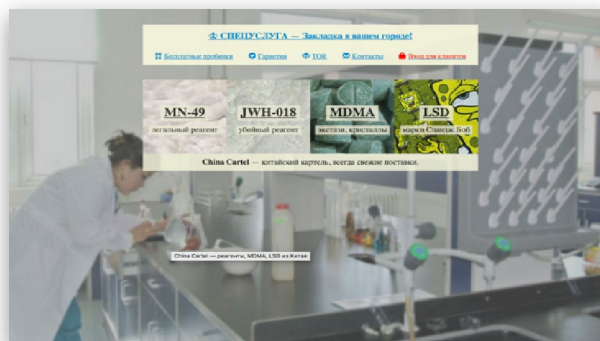 СПЕЦУСЛУГА — Закладка в вашем городе!
Бесплатные пробники Гарантии TOR Контакты Вход для клиентов
MN-49 JWH-018 MDMA LSD
легальный реагент убойный реагент экстези, кристаллы марки Спандж Боб
China Cartel — китайский картель, всегда свежие поставки.
China Cartel — реагенты, MDMA, LSD из Китая